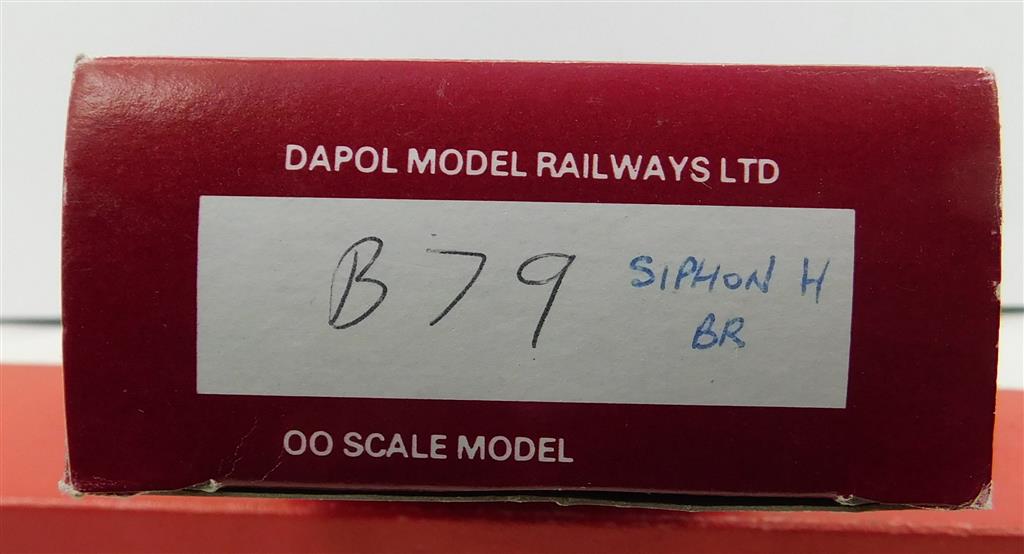 DAPOL MODEL RAILWAYS LTD
B79 SIPHON H
BR
OO SCALE MODEL